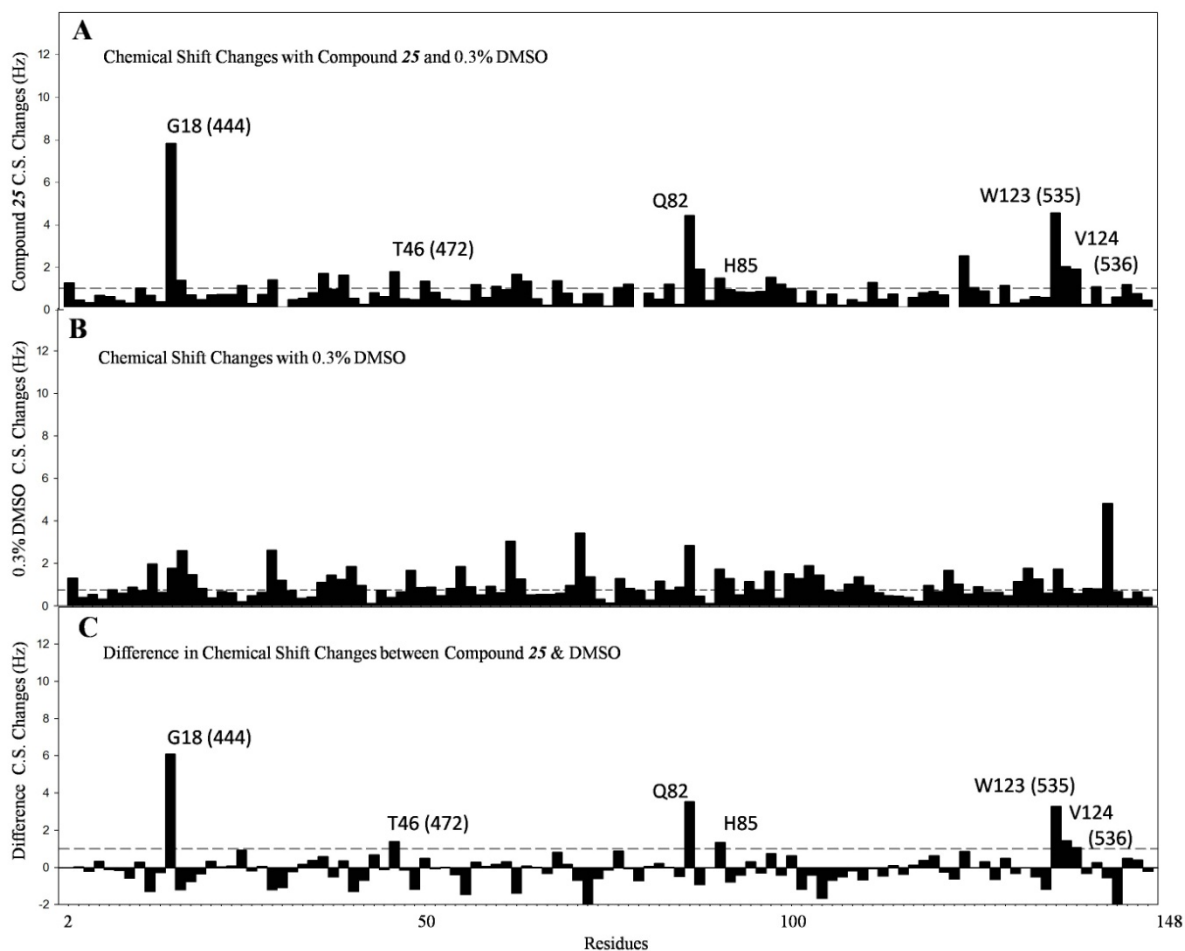 A
Chemical Shift Changes with Compound 25 and 0.3% DMSO
Compound 25 C.S. Changes (Hz)
12
10
8
6
4
2
0
G18 (444)
T46 (472)
Q82
H85
W123 (535)
V124
(536)
B
Chemical Shift Changes with 0.3% DMSO
0.3% DMSO C.S. Changes (Hz)
12
10
8
6
4
2
0
C
Difference in Chemical Shift Changes between Compound 25 & DMSO
Difference C.S. Changes (Hz)
12
10
8
6
4
2
0
-2
G18 (444)
T46 (472)
Q82
H85
W123 (535)
V124
(536)
2
50
100
148
Residues